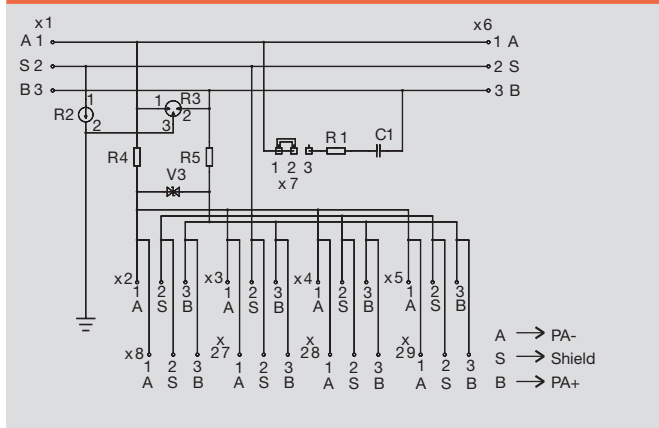 x1 x6
A 1 1 A
S 2 2 S
B 3 3 B
1 R3
R2 1 2
2 3
R1 C1
R4 R5
V3
1 2 3
x7
x2 x3 x4 x5
1 2 3 1 2 3 1 2 3 1 2 3
A S B A S B A S B A S B
x8 x 27 x 28 x 29
1 2 3 1 2 3 1 2 3 1 2 3
A S B A S B A S B A S B
A → PA-
S → Shield
B → PA+